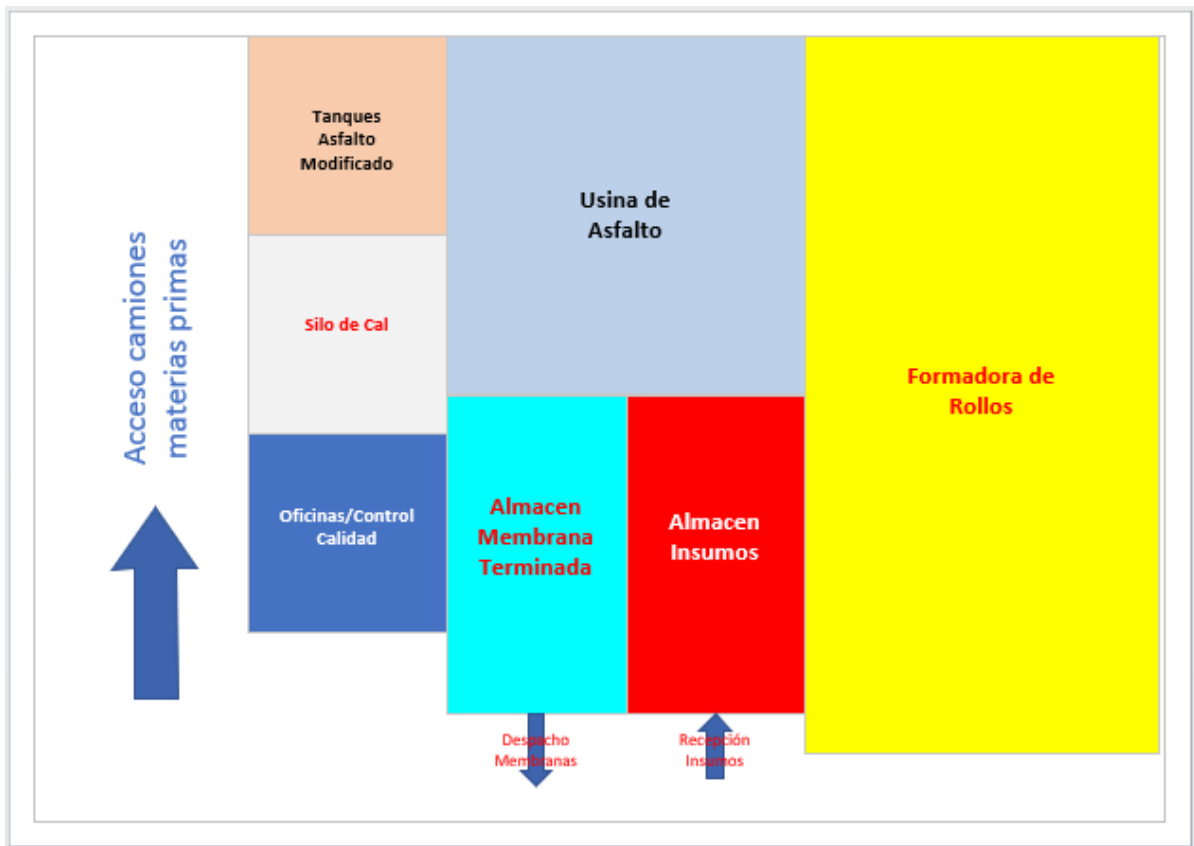 Acceso camiones
materias primas
Tanques
Asfalto
Modificado
Silo de Cal
Oficinas/Control
Calidad
Usina de
Asfalto
Almacen
Membrana
Terminada
Almacen
Insumos
Formadora de
Rollos
Despacho
Membranas
Recepción
Insumos